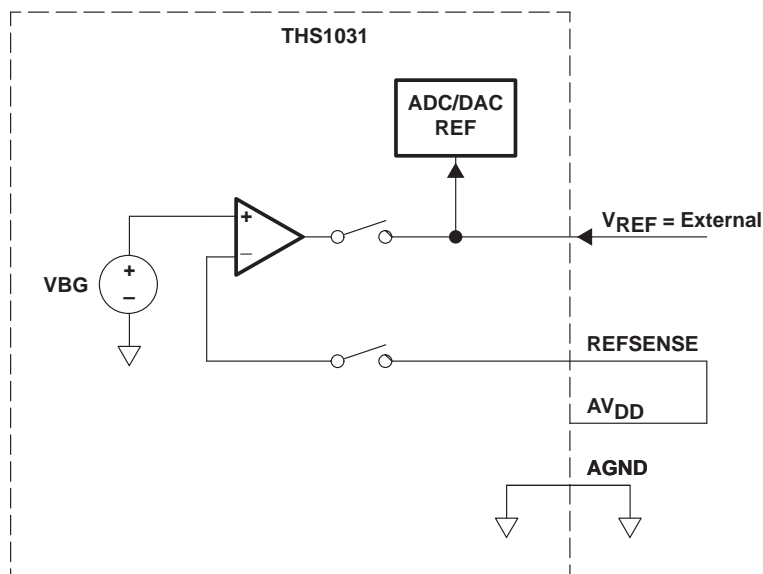 THS1031
ADC/DAC
REF
+
−
VREF = External
VBG
+
−
REFSENSE
AVDD
AGND